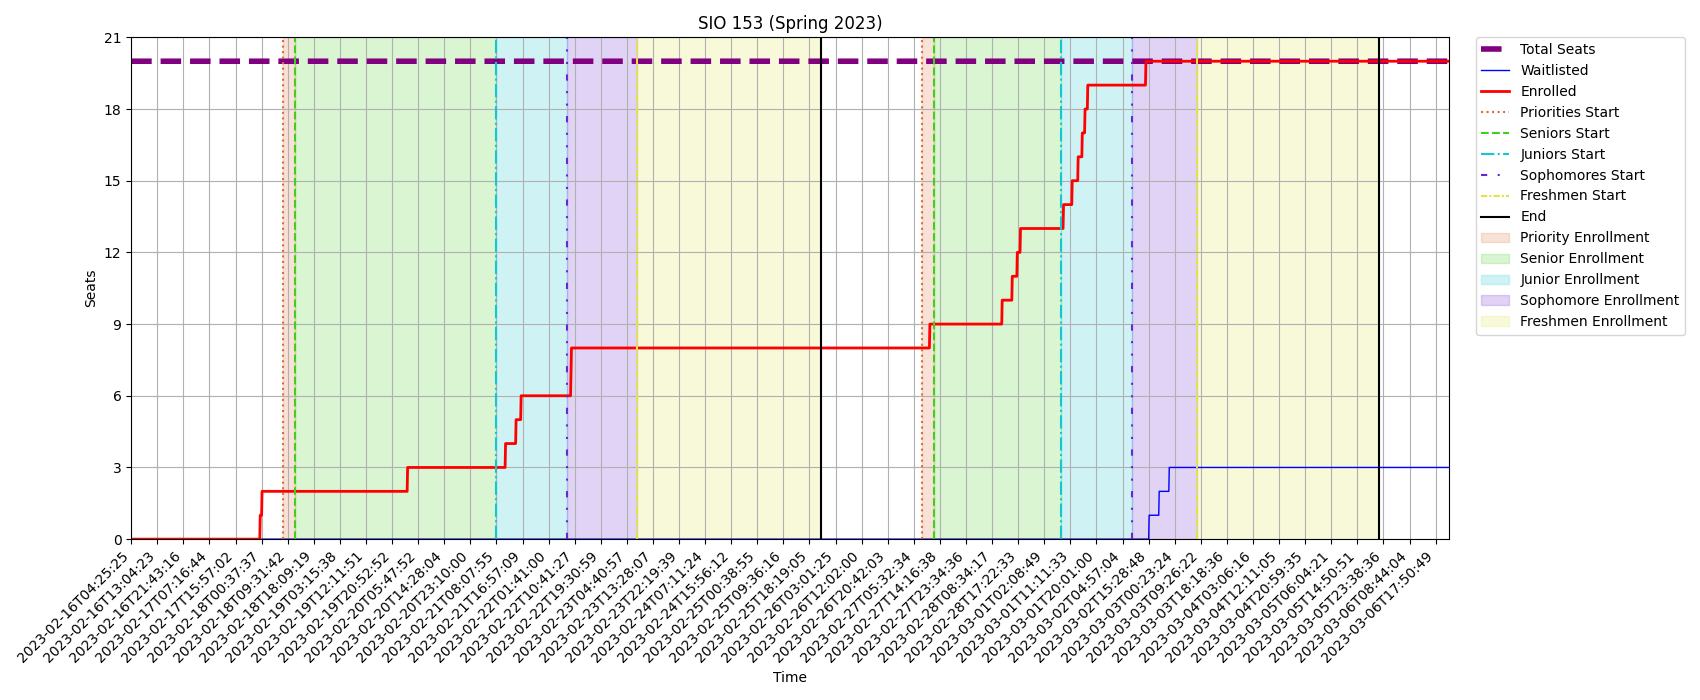 SIO 153 (Spring 2023)
21
18
15
12
9
6
3
0
Seats
2023-02-16T04:25:25
2023-02-16T13:04:23
2023-02-16T21:43:16
2023-02-17T07:16:44
2023-02-17T15:57:02
2023-02-18T00:37:37
2023-02-18T09:31:42
2023-02-18T18:09:19
2023-02-19T03:15:38
2023-02-19T12:11:51
2023-02-19T20:52:52
2023-02-20T05:47:52
2023-02-20T14:28:04
2023-02-20T23:10:00
2023-02-21T08:07:55
2023-02-21T16:57:09
2023-02-22T01:41:00
2023-02-22T10:41:27
2023-02-22T19:30:59
2023-02-23T04:40:57
2023-02-23T13:28:07
2023-02-23T22:19:39
2023-02-24T07:11:24
2023-02-24T15:56:12
2023-02-25T00:38:55
2023-02-25T09:36:16
2023-02-25T18:19:05
2023-02-26T03:01:25
2023-02-26T12:02:00
2023-02-26T20:42:03
2023-02-27T05:32:34
2023-02-27T14:16:38
2023-02-27T23:34:36
2023-02-28T08:34:17
2023-02-28T17:22:33
2023-03-01T02:08:49
2023-03-01T11:11:33
2023-03-01T20:01:00
2023-03-02T04:57:04
2023-03-02T15:28:48
2023-03-03T00:23:24
2023-03-03T09:26:22
2023-03-03T18:18:36
2023-03-04T03:06:16
2023-03-04T12:11:05
2023-03-04T20:59:35
2023-03-05T06:04:21
2023-03-05T14:50:51
2023-03-05T23:38:36
2023-03-06T08:44:04
2023-03-06T17:50:49
Time
Total Seats
Waitlisted
Enrolled
Priorities Start
Seniors Start
Juniors Start
Sophomores Start
Freshmen Start
End
Priority Enrollment
Senior Enrollment
Junior Enrollment
Sophomore Enrollment
Freshmen Enrollment